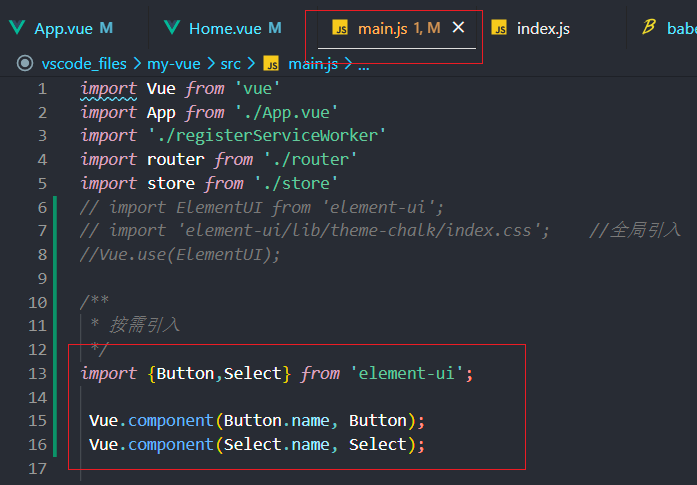 App.vue M Home.vue M JS main.js 1, M × JS index.js babe
vscode_files > my-vue > src > JS main.js > ...
1 import Vue from 'vue'
2 import App from './App.vue'
3 import './registerServiceWorker'
4 import router from './router'
5 import store from './store'
6 // import ElementUI from 'element-ui';
7 // import 'element-ui/lib/theme-chalk/index.css'; //全局引入
8 //Vue.use(ElementUI);
9
10 /**
11 * 按需引入
12 */
13 import {Button,Select} from 'element-ui';
14
15 Vue.component(Button.name, Button);
16 Vue.component(Select.name, Select);
17